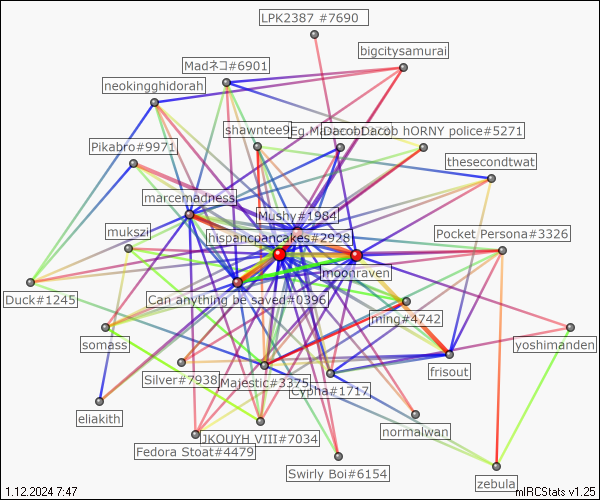 LPK2387 #7690
bigcitysamurai
Madネコ#6901
neokingghidorah
shawntee9
hORNY police#5271
Pikabro#9971
thesecondtwat
marcemadness
Mushy#1984
mukszi
hispancpancakes#2928
Pocket Persona#3326
moonraven
Duck#1245
Can anything be saved#0396
ining#4742
somass
yoshimanden
Silver#7938
Majestic#3375
Cypha#1717
frisout
eliakith
JKOUYH VIII#7034
normalwan
Fedora Stoat#4479
Swirly Boi#6154
zebula
1.12.2024 7:47
mIRCStats v1.25